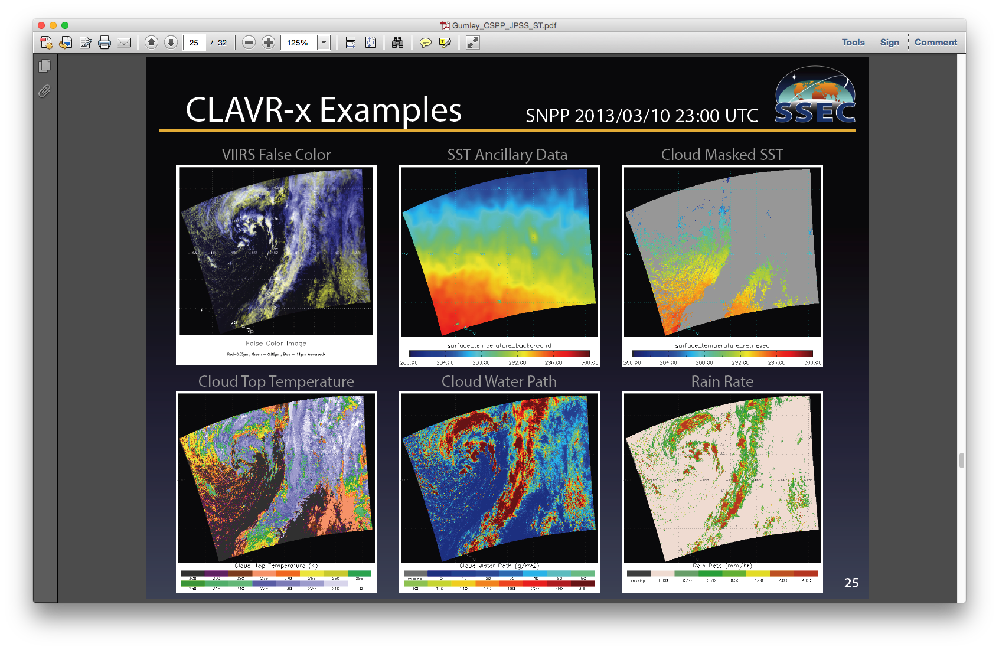 Gumley_CSPP_JPSS_ST.pdf
25 / 32
125%
Tools Sign Comment
CLAVR-x Examples
SNPP 2013/03/10 23:00 UTC
SSEC
VIIRS False Color
SST Ancillary Data
Cloud Masked SST
False Color Image
Red=0.65µm, Green = 0.86µm, Blue = 11µm (reversed)
surface_temperature_background
280.00 284.00 288.00 292.00 296.00 300.00
surface_temperature_retrieved
280.00 284.00 288.00 292.00 296.00 300.00
Cloud Top Temperature
Cloud Water Path
Rain Rate
Cloud-top Temperature (K)
300 290 280 275 270 265 260 255
250 245 240 235 230 220 210 0
Cloud Water Path (g/m^2)
missing 0 10 20 30 40 50 60
100 120 140 160 180 200 250 300
Rain Rate (mm/hr)
missing 0.00 0.10 0.20 0.50 1.00 2.00 4.00
25